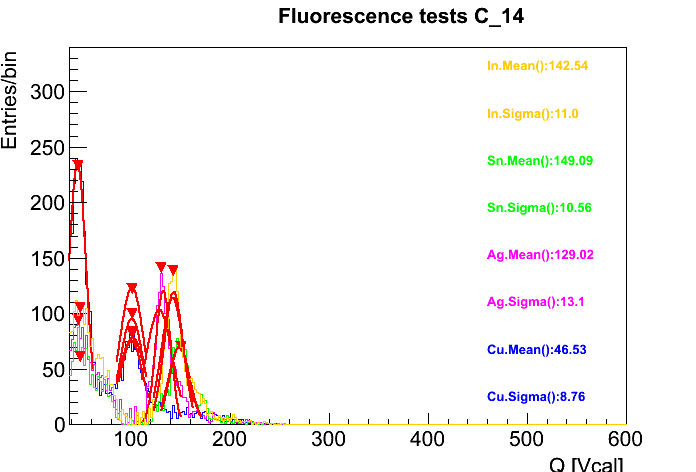 Fluorescence tests C_14
Entries/bin
300
250
200
150
100
50
0
In.Mean():142.54
In.Sigma():11.0
Sn.Mean():149.09
Sn.Sigma():10.56
Ag.Mean():129.02
Ag.Sigma():13.1
Cu.Mean():46.53
Cu.Sigma():8.76
100 200 300 400 500 600
Q [Vcal]